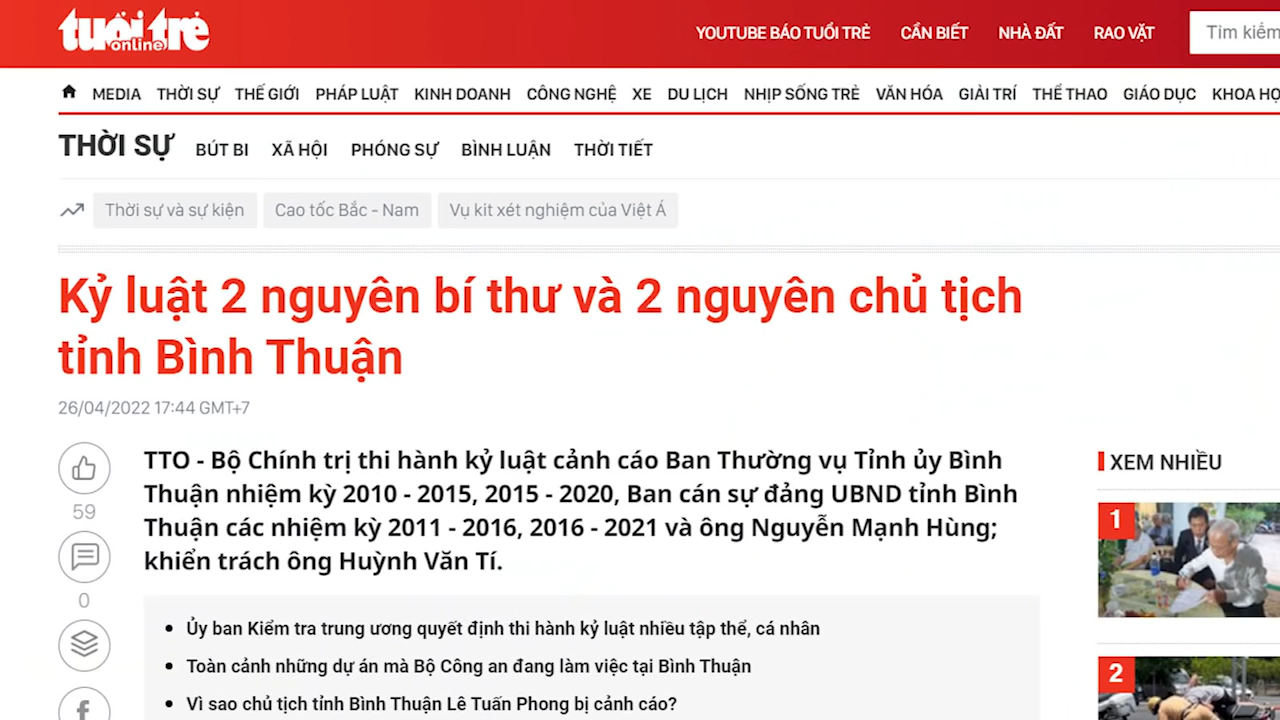 tuổi trẻ
online
YOUTUBE BÁO TUỔI TRẺ CẦN BIẾT NHÀ ĐẤT RAO VẶT Tìm kiếm
MEDIA THỜI SỰ THẾ GIỚI PHÁP LUẬT KINH DOANH CÔNG NGHỆ XE DU LỊCH NHỊP SỐNG TRẺ VĂN HÓA GIẢI TRÍ THỂ THAO GIÁO DỤC KHOA
THỜI SỰ BÚT BI XÃ HỘI PHÓNG SỰ BÌNH LUẬN THỜI TIẾT
Thời sự và sự kiện Cao tốc Bắc - Nam Vụ kit xét nghiệm của Việt Á
Kỷ luật 2 nguyên bí thư và 2 nguyên chủ tịch
tỉnh Bình Thuận
26/04/2022 17:44 GMT+7
TTO - Bộ Chính trị thi hành kỷ luật cảnh cáo Ban Thường vụ Tỉnh ủy Bình
Thuận nhiệm kỳ 2010 - 2015, 2015 - 2020, Ban cán sự đảng UBND tỉnh Bình
Thuận các nhiệm kỳ 2011 - 2016, 2016 - 2021 và ông Nguyễn Mạnh Hùng;
khiển trách ông Huỳnh Văn Tí.
59
0
Ủy ban Kiểm tra trung ương quyết định thi hành kỷ luật nhiều tập thể, cá nhân
Toàn cảnh những dự án mà Bộ Công an đang làm việc tại Bình Thuận
Vì sao chủ tịch tỉnh Bình Thuận Lê Tuấn Phong bị cảnh cáo?
XEM NHIỀU
1
2